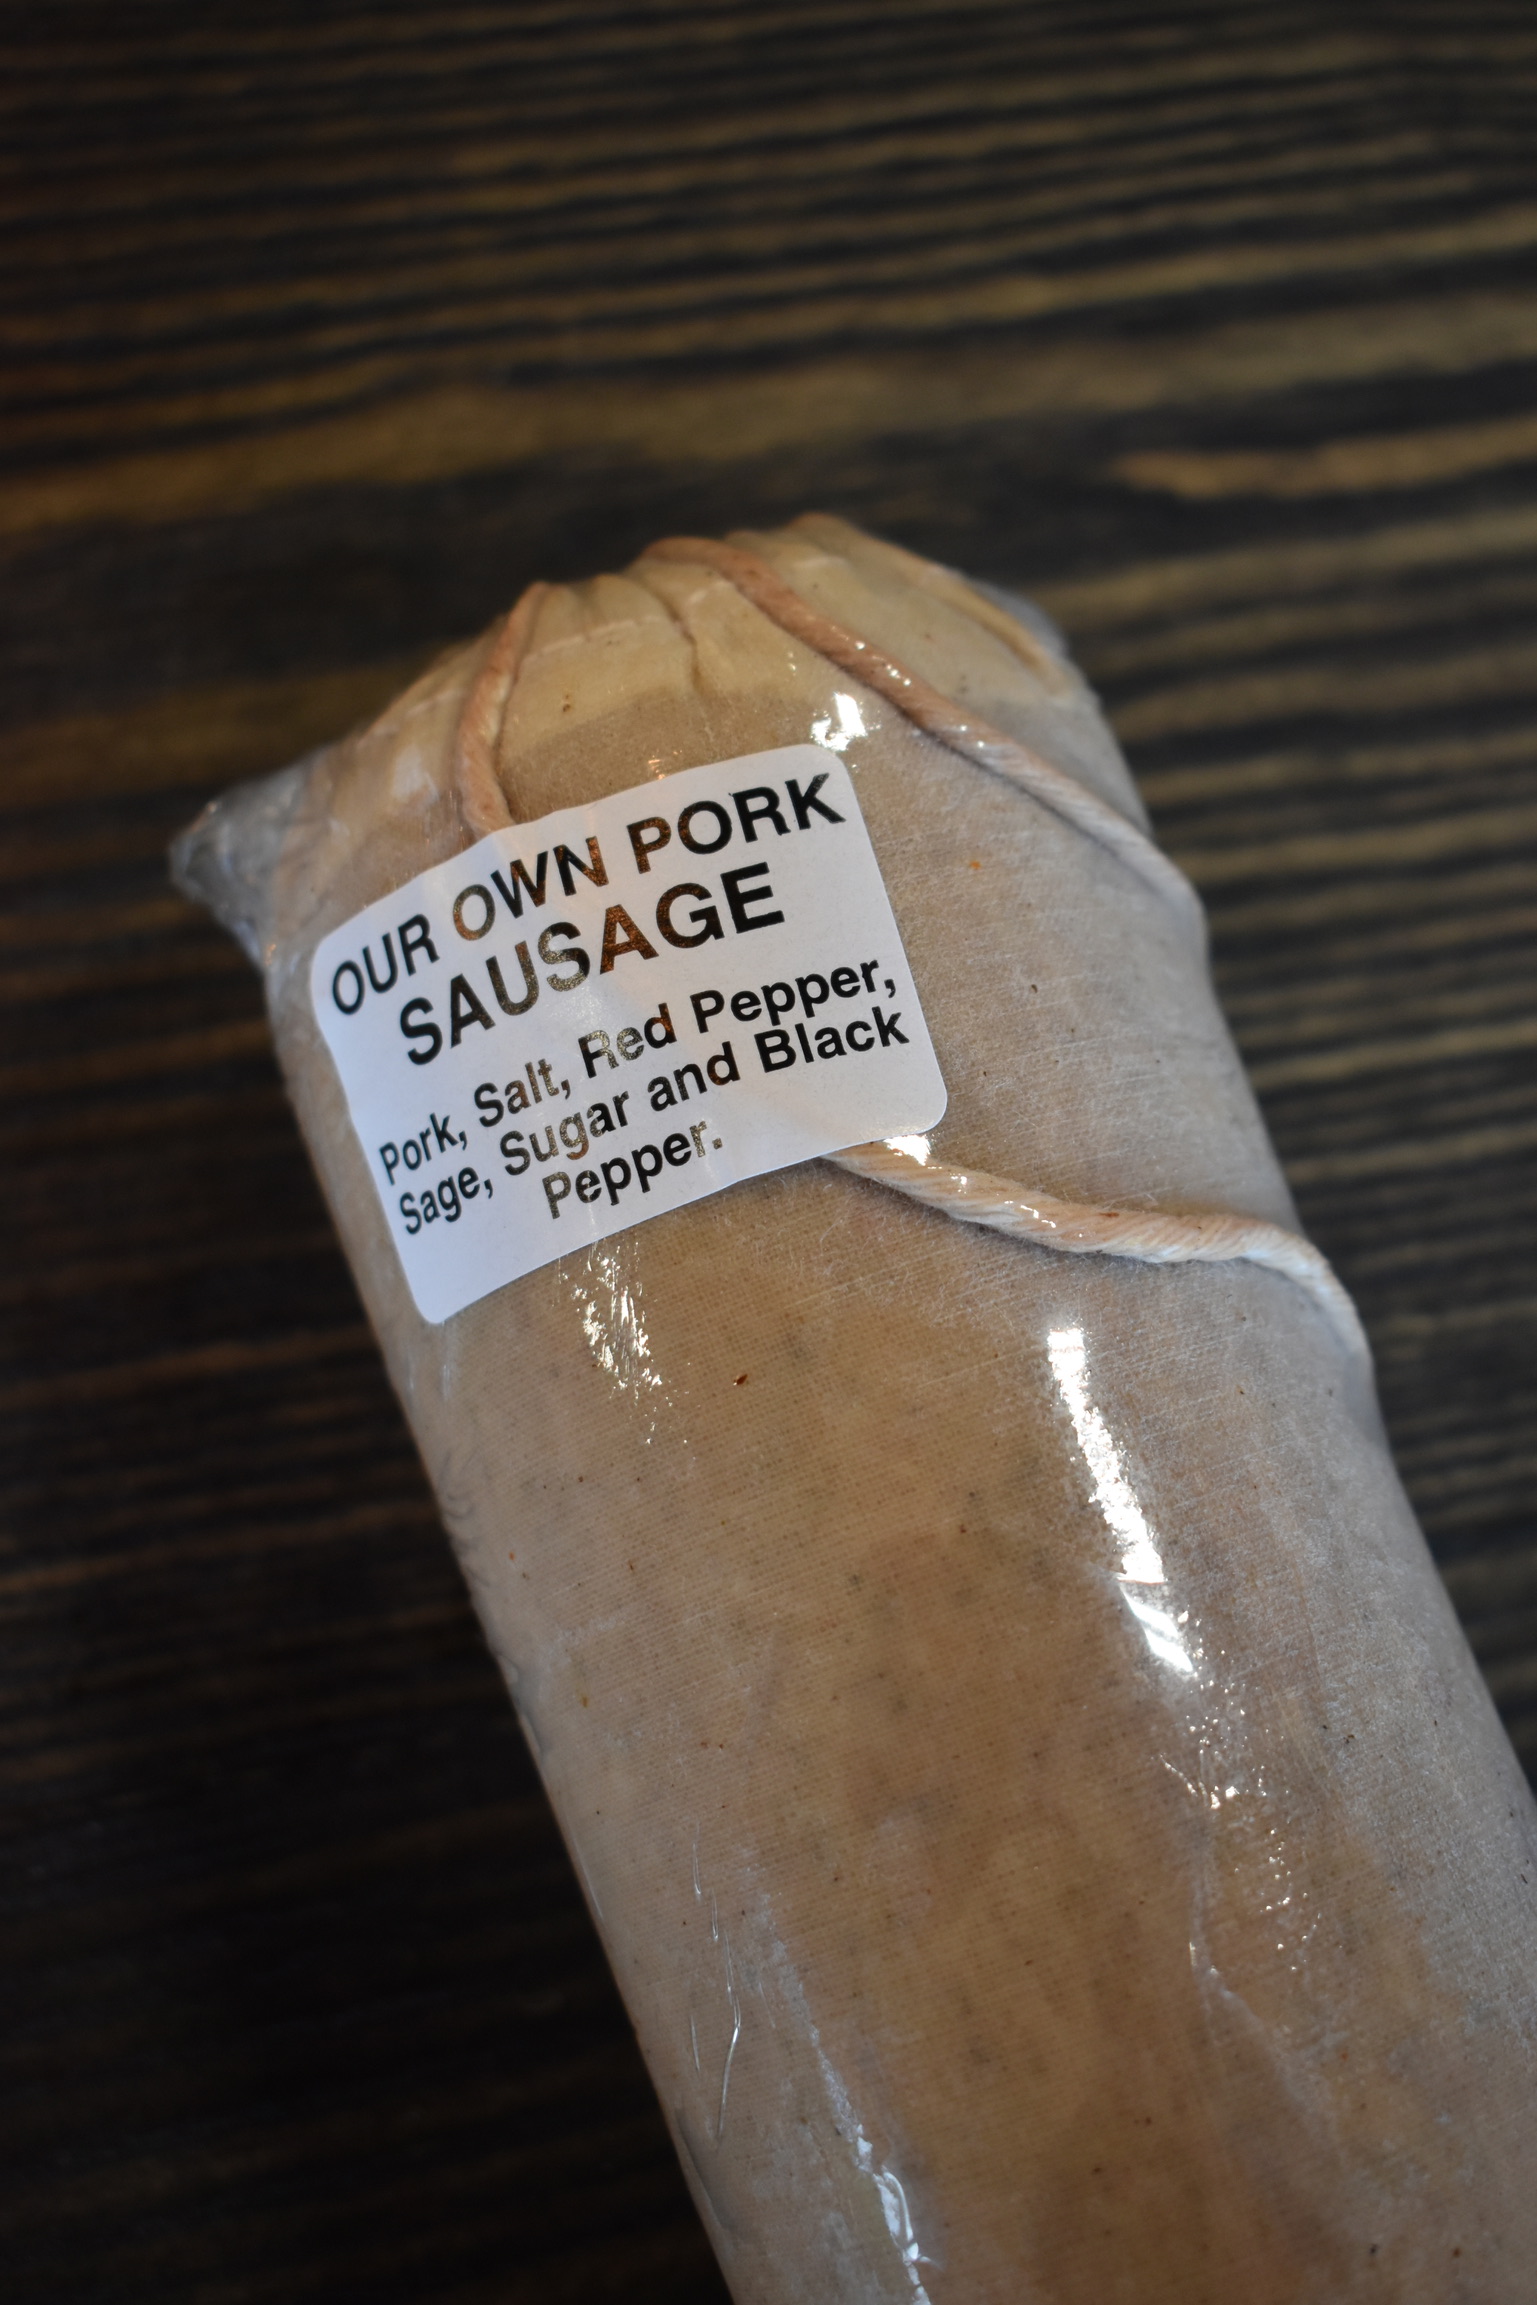 OUR OWN PORK
SAUSAGE
Pork, Salt, Red Pepper,
Sage, Sugar and Black
Pepper.